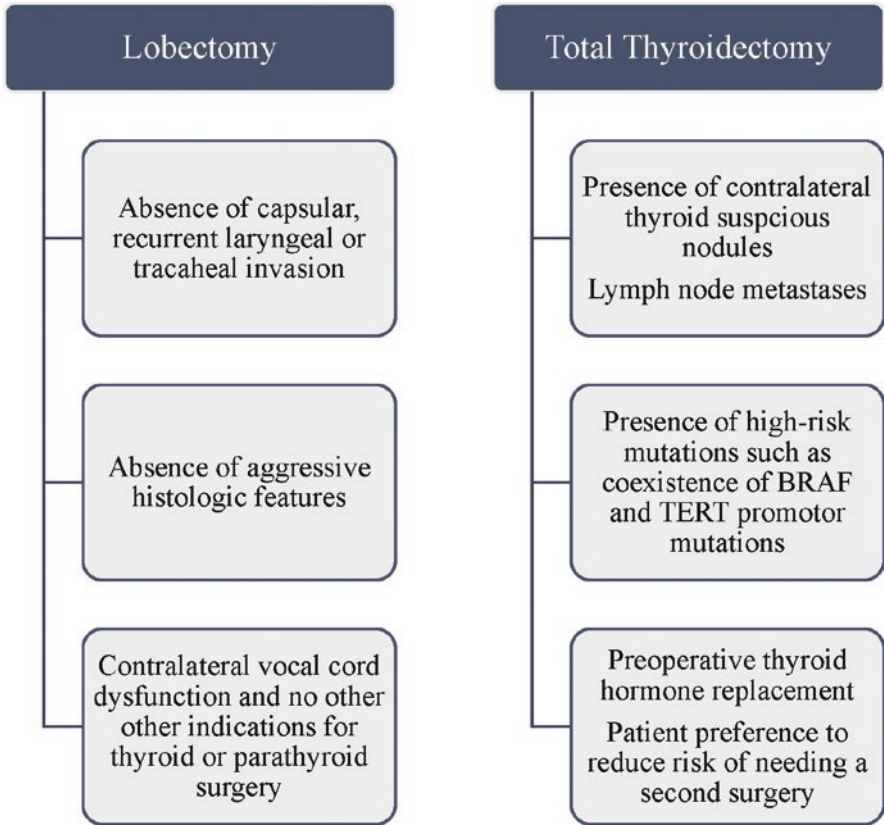 Lobectomy
Absence of capsular,
recurrent laryngeal or
tracaheal invasion
Absence of aggressive
histologic features
Contralateral vocal cord
dysfunction and no other
other indications for
thyroid or parathyroid
surgery
Total Thyroidectomy
Presence of contralateral
thyroid suspcious
nodules
Lymph node metastases
Presence of high-risk
mutations such as
coexistence of BRAF
and TERT promotor
mutations
Preoperative thyroid
hormone replacement
Patient preference to
reduce risk of needing a
second surgery